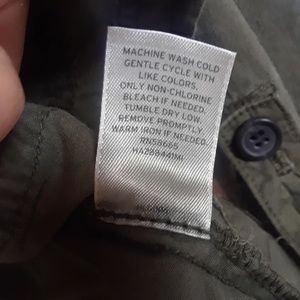 MACHINE WASH COLD
GENTLE CYCLE WITH
LIKE COLORS.
ONLY NON-CHLORINE
BLEACH IF NEEDED.
TUMBLE DRY LOW.
REMOVE PROMPTLY.
WARM IRON IF NEEDED.
RN58665